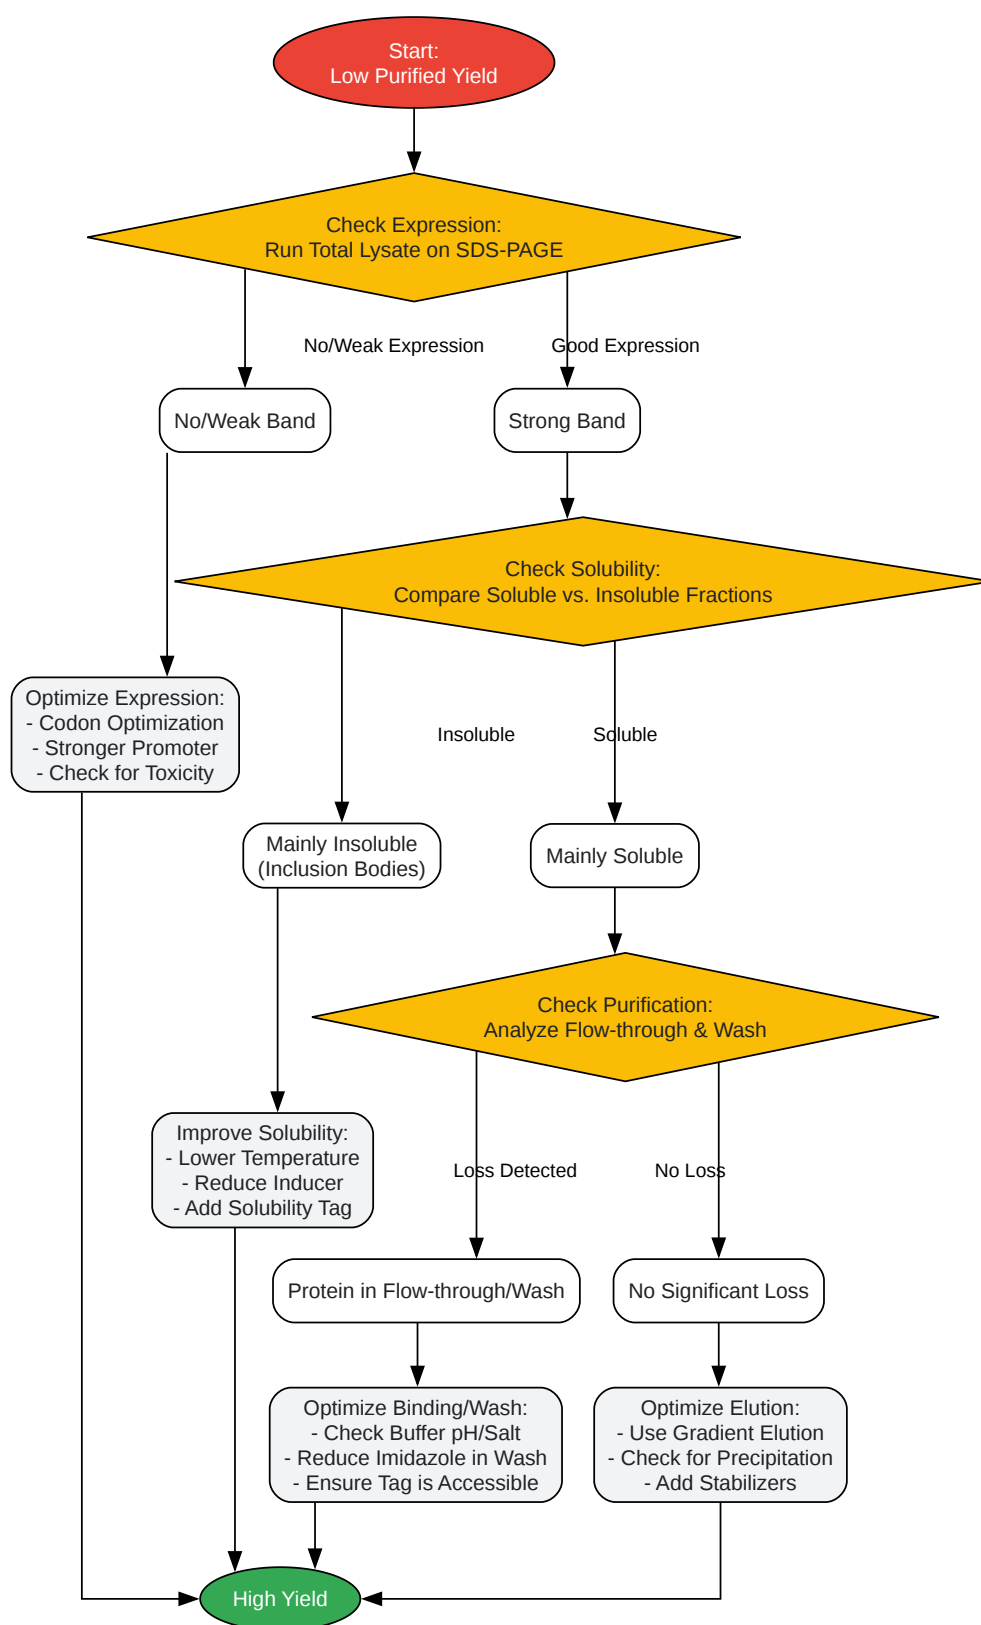 Start:
Low Purified Yield
Check Expression:
Run Total Lysate on SDS-PAGE
No/Weak Expression
Good Expression
No/Weak Band
Strong Band
Check Solubility:
Compare Soluble vs. Insoluble Fractions
Optimize Expression:
- Codon Optimization
- Stronger Promoter
- Check for Toxicity
Insoluble
Soluble
Mainly Insoluble
(Inclusion Bodies)
Mainly Soluble
Check Purification:
Analyze Flow-through & Wash
Improve Solubility:
- Lower Temperature
- Reduce Inducer
- Add Solubility Tag
Loss Detected
No Loss
Protein in Flow-through/Wash
No Significant Loss
Optimize Binding/Wash:
- Check Buffer pH/Salt
- Reduce Imidazole in Wash
- Ensure Tag is Accessible
Optimize Elution:
- Use Gradient Elution
- Check for Precipitation
- Add Stabilizers
High Yield